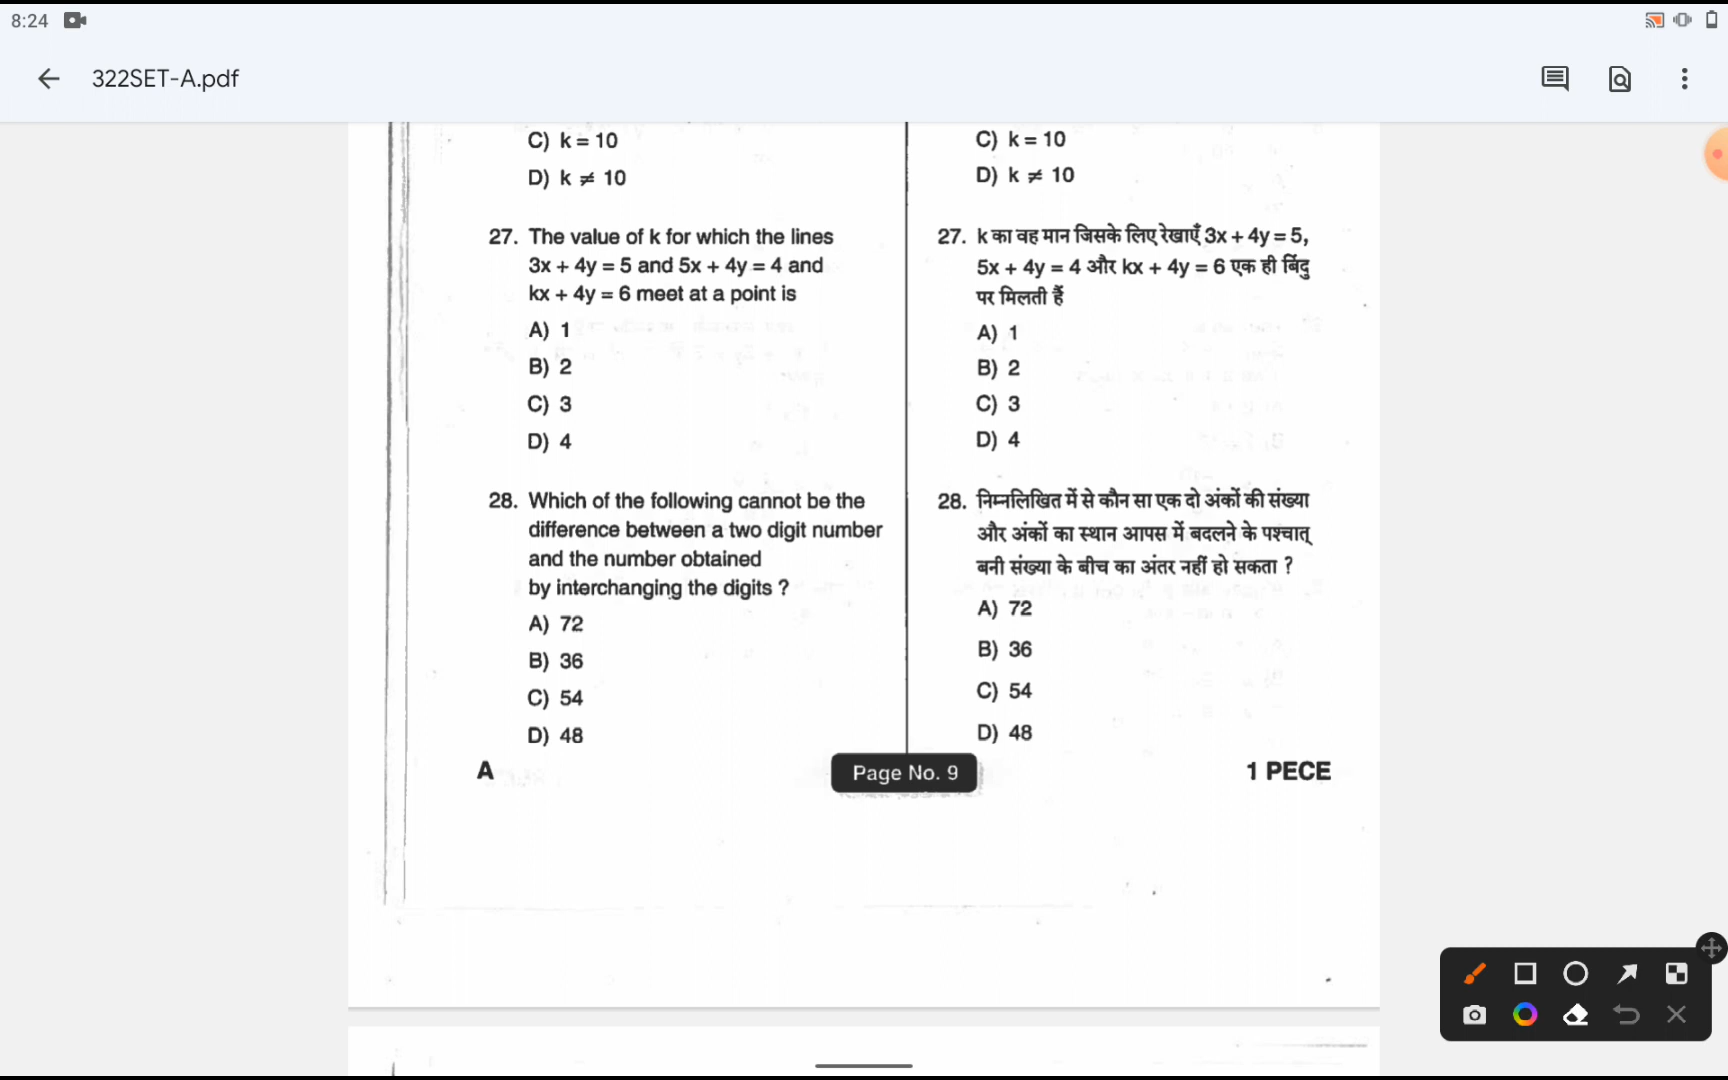 8:24
322SET-A.pdf
C) k = 10
D) k ≠ 10
27. The value of k for which the lines
3x + 4y = 5 and 5x + 4y = 4 and
kx + 4y = 6 meet at a point is
A) 1
B) 2
C) 3
D) 4
28. Which of the following cannot be the
difference between a two digit number
and the number obtained
by interchanging the digits ?
A) 72
B) 36
C) 54
D) 48
C) k = 10
D) k ≠ 10
27. k का वह मान जिसके लिए रेखाएँ 3x + 4y = 5,
5x + 4y = 4 और kx + 4y = 6 एक ही बिंदु
पर मिलती हैं
A) 1
B) 2
C) 3
D) 4
28. निम्नलिखित में से कौन सा एक दो अंकों की संख्या
और अंकों का स्थान आपस में बदलने के पश्चात्
बनी संख्या के बीच का अंतर नहीं हो सकता ?
A) 72
B) 36
C) 54
D) 48
A
Page No. 9
1 PECE